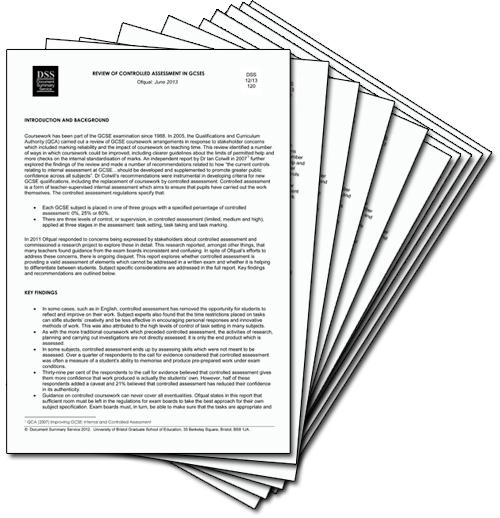 DSS
Document
Summary
Service
REVIEW OF CONTROLLED ASSESSMENT IN GCSES
Ofqual: June 2013
DSS
12/13
120
INTRODUCTION AND BACKGROUND
Coursework has been part of the GCSE examination since 1988. In 2005, the Qualifications and Curriculum
Authority (QCA) carried out a review of GCSE coursework arrangements in response to stakeholder concerns
which included marking reliability and the impact of coursework on teaching time. This review identified a number
of ways in which coursework could be improved, including clearer guidelines about the limits of permitted help and
more checks on the internal standardisation of marks. An independent report by Dr Ian Colwill in 2007¹ further
explored the findings of the review and made a number of recommendations related to how "the current controls
relating to internal assessment at GCSE…should be developed and supplemented to promote greater public
confidence across all subjects". Dr Colwill's recommendations were instrumental in developing criteria for new
GCSE qualifications, including the replacement of coursework by controlled assessment. Controlled assessment
is a form of teacher-supervised internal assessment which aims to ensure that pupils have carried out the work
themselves. The controlled assessment regulations specify that:
• Each GCSE subject is placed in one of three groups with a specified percentage of controlled
assessment: 0%, 25% or 60%.
• There are three levels of control, or supervision, in controlled assessment (limited, medium and high),
applied at three stages in the assessment: task setting, task taking and task marking.
In 2011 Ofqual responded to concerns being expressed by stakeholders about controlled assessment and
commissioned a research project to explore these in detail. This research reported, amongst other things, that
many teachers found guidance from the exam boards inconsistent and confusing. In spite of Ofqual's efforts to
address these concerns, there is ongoing disquiet. This report explores whether controlled assessment is
providing a valid assessment of elements which cannot be addressed in a written exam and whether it is helping
to differentiate between students. Subject specific considerations are addressed in the full report. Key findings
and recommendations are outlined below.
KEY FINDINGS
• In some cases, such as in English, controlled assessment has removed the opportunity for students to
reflect and improve on their work. Subject experts also found that the time restrictions placed on tasks
can stifle students' creativity and be less effective in encouraging personal responses and innovative
methods of work. This was also attributed to the high levels of control of task setting in many subjects.
• As with the more traditional coursework which preceded controlled assessment, the activities of research,
planning and carrying out investigations are not directly assessed. It is only the end product which is
assessed.
• In some subjects, controlled assessment ends up by assessing skills which were not meant to be
assessed. Over a quarter of respondents to the call for evidence considered that controlled assessment
was often a measure of a student's ability to memorise and produce pre-prepared work under exam
conditions.
• Thirty-nine per cent of the respondents to the call for evidence believed that controlled assessment gives
them more confidence that work produced is actually the students' own. However, half of these
respondents added a caveat and 21% believed that controlled assessment has reduced their confidence
in its authenticity.
• Guidance on controlled coursework can never cover all eventualities. Ofqual states in this report that
sufficient room must be left in the regulations for exam boards to take the best approach for their own
subject specification. Exam boards must, in turn, be able to make sure that the tasks are appropriate and
¹ QCA (2007) Improving GCSE: Internal and Controlled Assessment
© Document Summary Service 2012. University of Bristol Graduate School of Education, 35 Berkeley Square, Bristol, BS8 1JA.